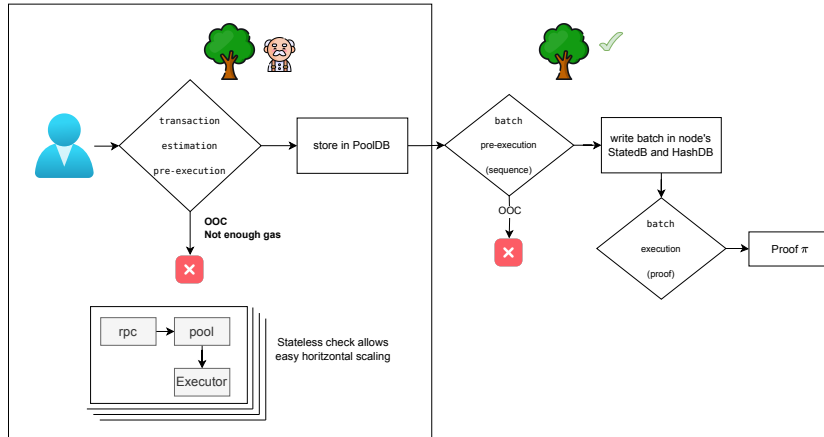 transaction
estimation
pre-execution
store in PoolDB
batch
pre-execution
(sequence)
write batch in node's
StatedB and HashDB
OOC
Not enough gas
OOC
batch
execution
(proof)
Proof π
rpc
pool
Executor
Stateless check allows
easy horitzontal scaling